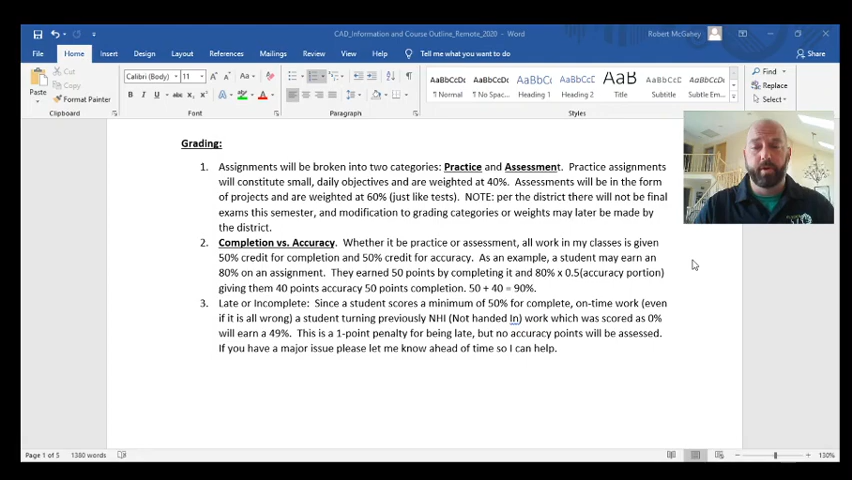 CAD_Information and Course Outline_Remote_2020 - Word
Robert McGahey
File Home Insert Design Layout References Mailings Review View Help Tell me what you want to do Share
Paste
Cut
Copy
Format Painter
Clipboard
Calibri (Body) 11
Font
Paragraph
AaBbCcDc AaBbCcDc AaBbCc AaBbCcC AaB AaBbCcD AaBbCcDc
¶ Normal ¶ No Spac... Heading 1 Heading 2 Title Subtitle Subtle Em...
Styles
Find
Replace
Select
Grading:
1. Assignments will be broken into two categories: Practice and Assessment. Practice assignments
will constitute small, daily objectives and are weighted at 40%. Assessments will be in the form
of projects and are weighted at 60% (just like tests). NOTE: per the district there will not be final
exams this semester, and modification to grading categories or weights may later be made by
the district.
2. Completion vs. Accuracy. Whether it be practice or assessment, all work in my classes is given
50% credit for completion and 50% credit for accuracy. As an example, a student may earn an
80% on an assignment. They earned 50 points by completing it and 80% x 0.5(accuracy portion)
giving them 40 points accuracy 50 points completion. 50 + 40 = 90%.
3. Late or Incomplete: Since a student scores a minimum of 50% for complete, on-time work (even
if it is all wrong) a student turning previously NHI (Not handed In) work which was scored as 0%
will earn a 49%. This is a 1-point penalty for being late, but no accuracy points will be assessed.
If you have a major issue please let me know ahead of time so I can help.
Page 1 of 5 1380 words
130%